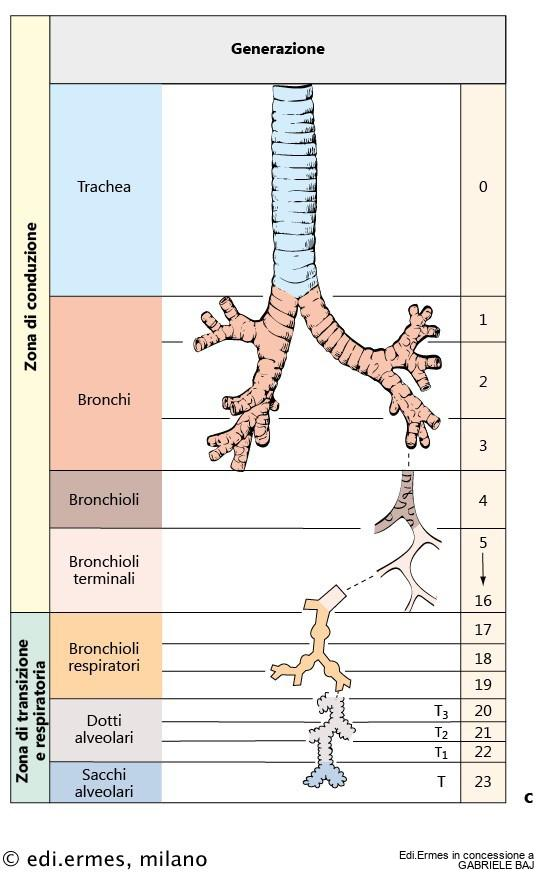 Generazione
Zona di conduzione
Trachea
0
Bronchi
1
2
3
Bronchioli
4
Bronchioli
terminali
5
16
Zona di transizione
e respiratoria
Bronchioli
respiratori
17
18
19
Dotti
alveolari
T3 20
T2 21
T1 22
Sacchi
alveolari
T 23
c
© edi.ermes, milano
Edi.Ermes in concessione a
GABRIELE BAJ